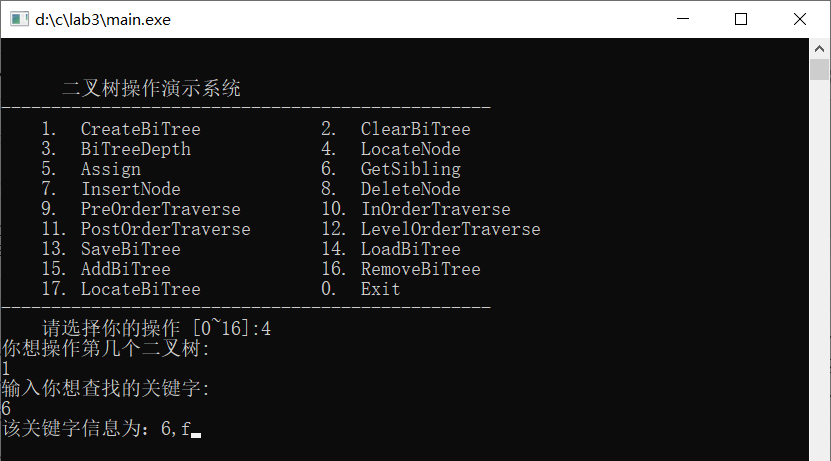 d:\c\lab3\main.exe
二叉树操作演示系统
-------------------------------------------------
1. CreateBiTree 2. ClearBiTree
3. BiTreeDepth 4. LocateNode
5. Assign 6. GetSibling
7. InsertNode 8. DeleteNode
9. PreOrderTraverse 10. InOrderTraverse
11. PostOrderTraverse 12. LevelOrderTraverse
13. SaveBiTree 14. LoadBiTree
15. AddBiTree 16. RemoveBiTree
17. LocateBiTree 0. Exit
-------------------------------------------------
请选择你的操作 [0~16]:4
你想操作第几个二叉树:
1
输入你想查找的关键字:
6
该关键字信息为：6,f